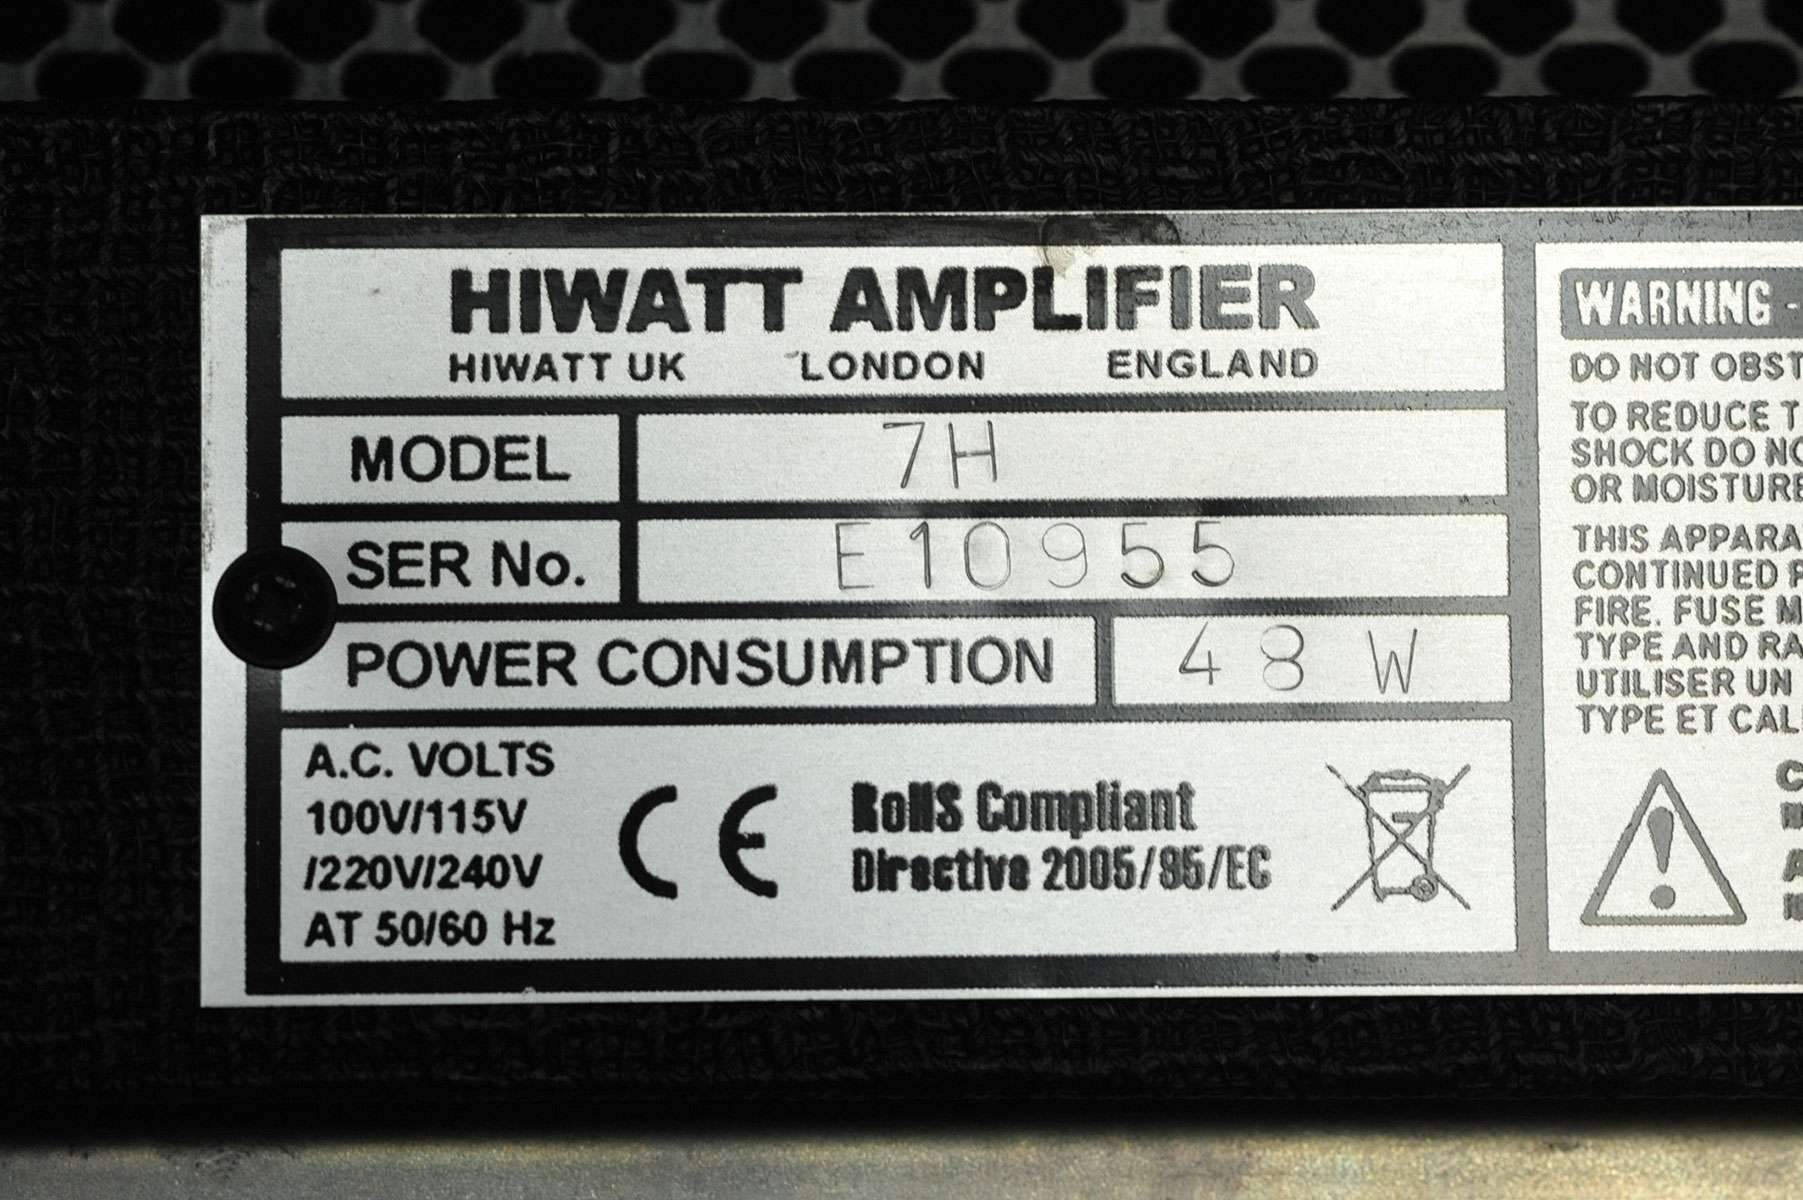 HIWATT AMPLIFIER
HIWATT UK LONDON ENGLAND
MODEL 7H
SER No. E10955
POWER CONSUMPTION 48 W
A.C. VOLTS
100V/115V
/220V/240V
AT 50/60 Hz
CE
RoHS Compliant
Directive 2005/95/EC
WARNING -
DO NOT OBST
TO REDUCE T
SHOCK DO NO
OR MOISTURE
THIS APPARA
CONTINUED P
FIRE. FUSE M
TYPE AND RA
UTILISER UN
TYPE ET CAL